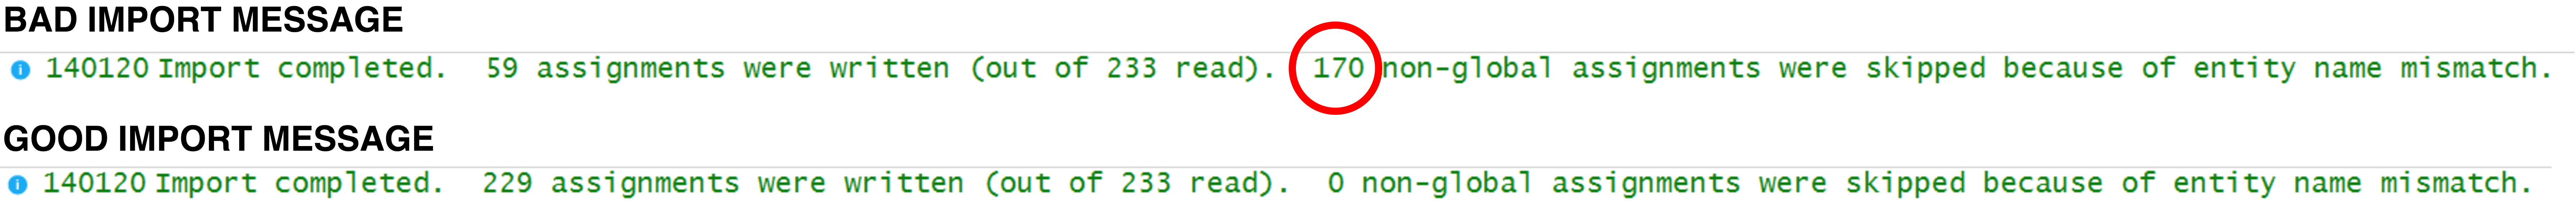 BAD IMPORT MESSAGE
140120 Import completed. 59 assignments were written (out of 233 read). 170 non-global assignments were skipped because of entity name mismatch.
GOOD IMPORT MESSAGE
140120 Import completed. 229 assignments were written (out of 233 read). 0 non-global assignments were skipped because of entity name mismatch.